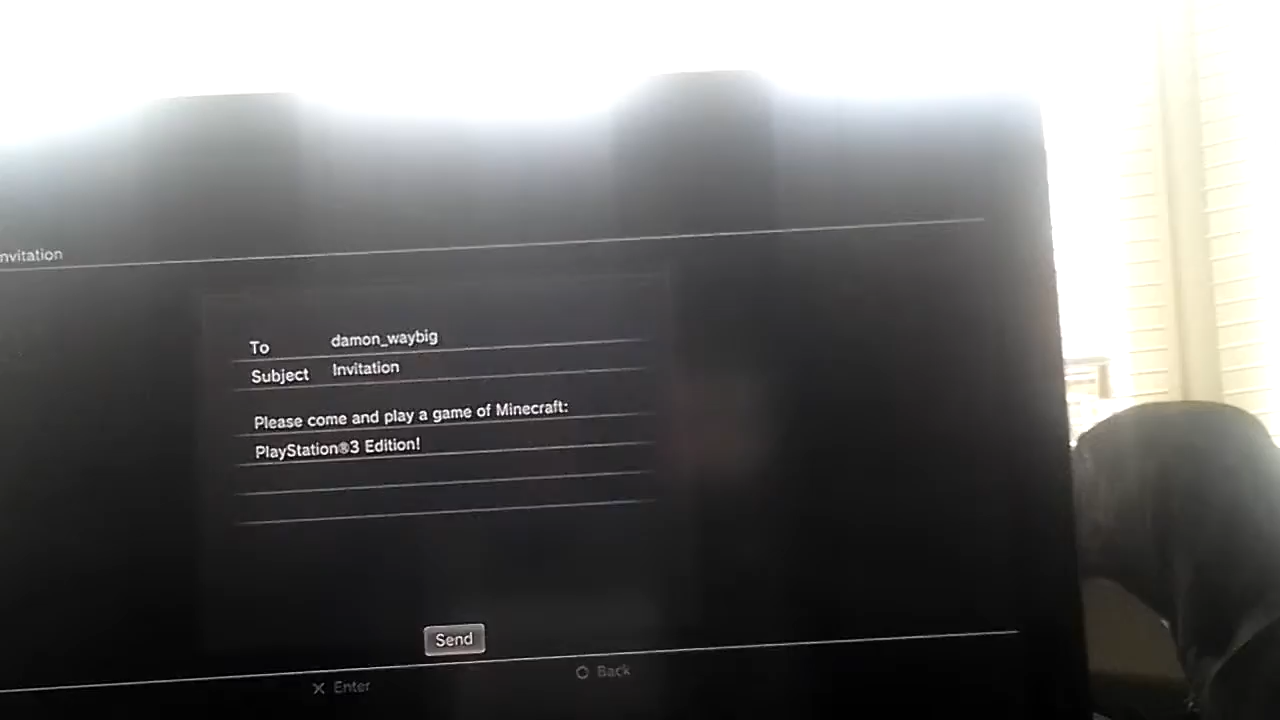 nvitation
To damon_waybig
Subject Invitation
Please come and play a game of Minecraft:
PlayStation®3 Edition!
Send
Enter
Back